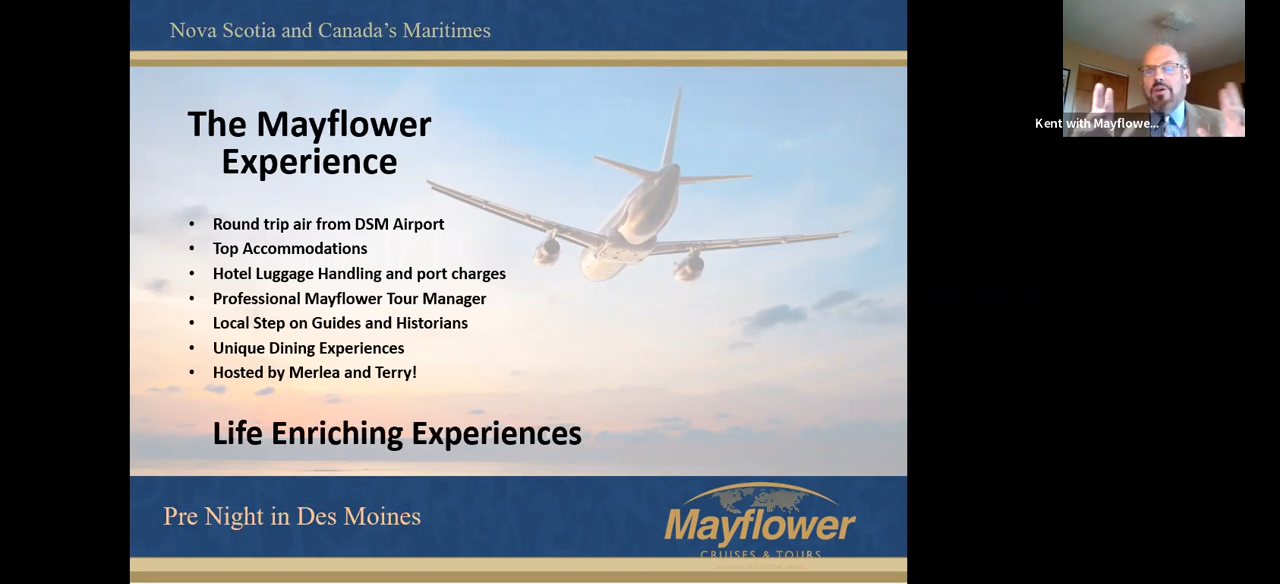 Nova Scotia and Canada's Maritimes
The Mayflower
Experience
• Round trip air from DSM Airport
• Top Accommodations
• Hotel Luggage Handling and port charges
• Professional Mayflower Tour Manager
• Local Step on Guides and Historians
• Unique Dining Experiences
• Hosted by Merlea and Terry!
Life Enriching Experiences
Pre Night in Des Moines
Mayflower
CRUISES & TOURS
Kent with Mayflowe...